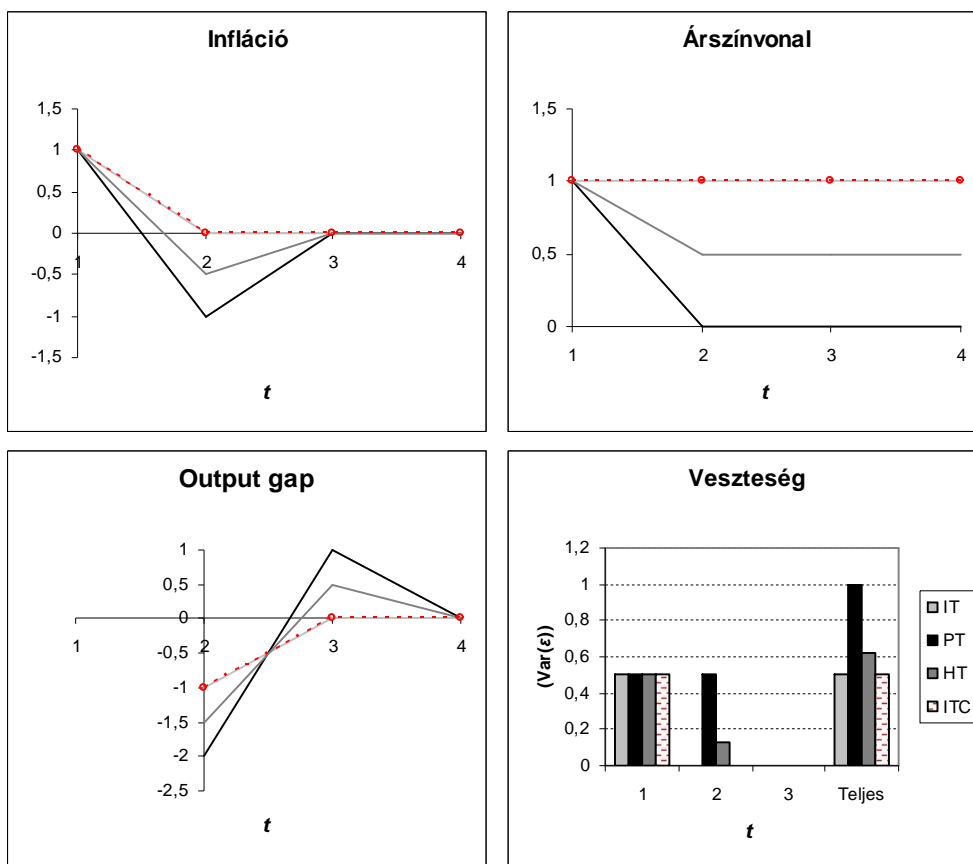 Infláció
1,5
1
0,5
0
-0,5
-1
-1,5
1 2 3 4
t
Árszínvonal
1,5
1
0,5
0
1 2 3 4
t
Output gap
1
0,5
0
-0,5
-1
-1,5
-2
-2,5
1 2 3 4
t
Veszteség
(Var(ε))
1,2
1
0,8
0,6
0,4
0,2
0
1 2 3 Teljes
t
IT
PT
HT
ITC